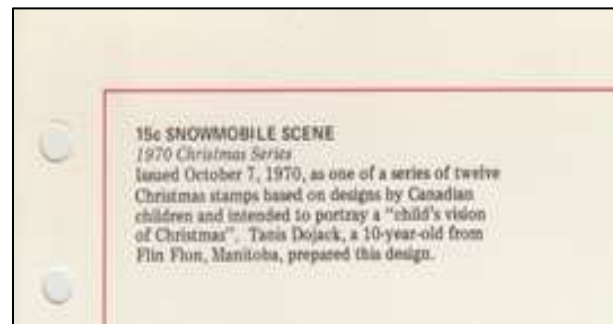 15c SNOWMOBILE SCENE
1970 Christmas Series
Issued October 7, 1970, as one of a series of twelve
Christmas stamps based on designs by Canadian
children and intended to portray a "child's vision
of Christmas". Tanis Dojack, a 10-year-old from
Flin Flon, Manitoba, prepared this design.